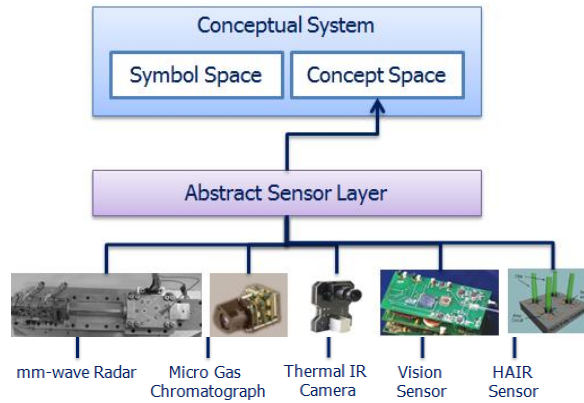 Conceptual System
Symbol Space
Concept Space
Abstract Sensor Layer
mm-wave Radar
Micro Gas
Chromatograph
Thermal IR
Camera
Vision
Sensor
HAIR
Sensor